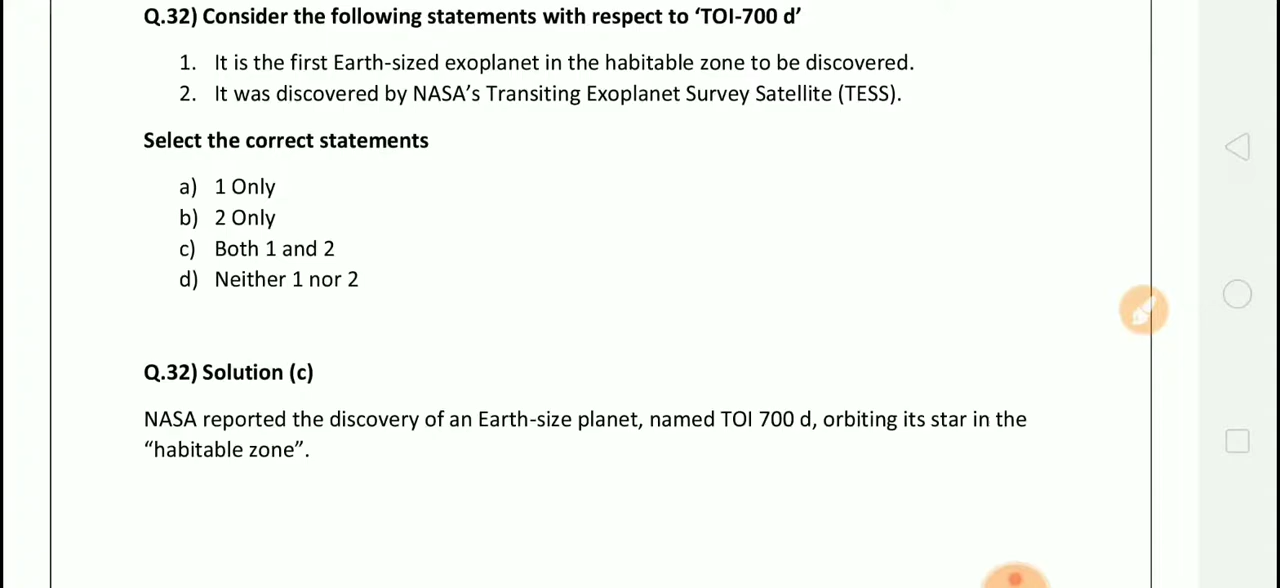 Q.32) Consider the following statements with respect to ‘TOI-700 d’
1. It is the first Earth-sized exoplanet in the habitable zone to be discovered.
2. It was discovered by NASA’s Transiting Exoplanet Survey Satellite (TESS).
Select the correct statements
a) 1 Only
b) 2 Only
c) Both 1 and 2
d) Neither 1 nor 2
Q.32) Solution (c)
NASA reported the discovery of an Earth-size planet, named TOI 700 d, orbiting its star in the
“habitable zone”.